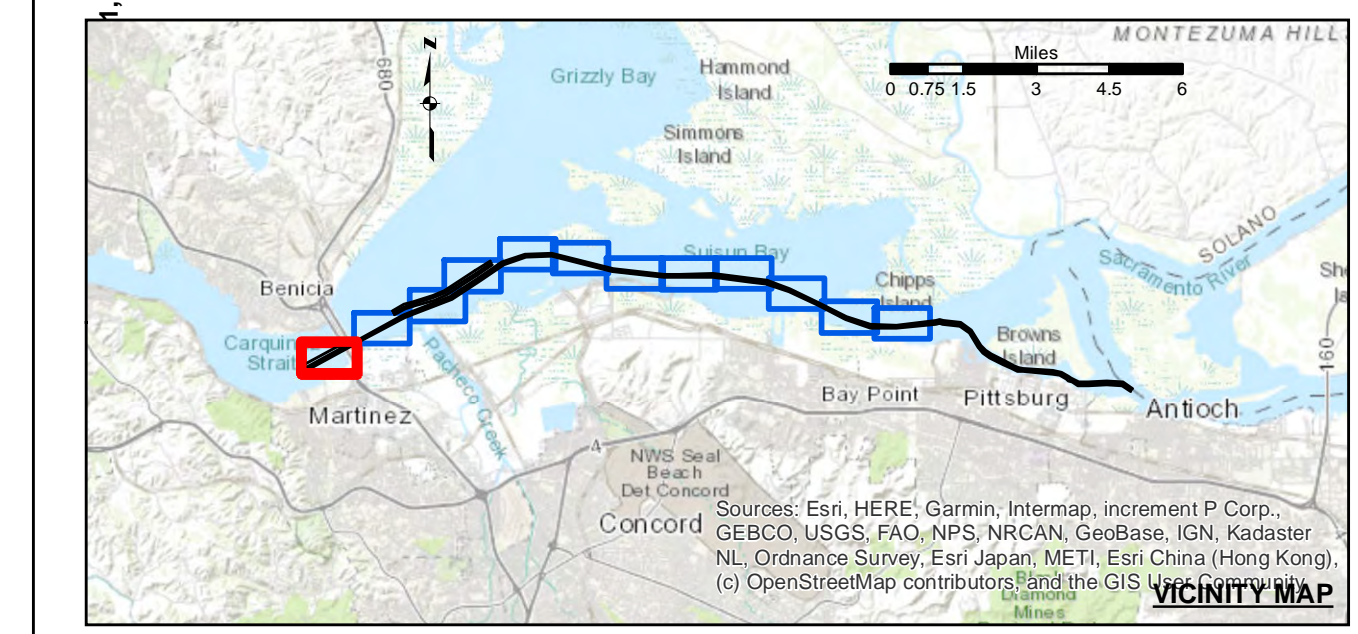 MONTEZUMA HILL
N
680
Grizzly Bay
Hammond
Island
Miles
0 0.75 1.5 3 4.5 6
Simmons
Island
SOLANO
Sacramento River
Suisun Bay
Benicia
Chipps
Island
Carquin
Strait
Browns
Island
160
Pacheco Creek
Martinez
Bay Point
Pittsburg
Antioch
4
NWS Seal
Beach
Det Concord
Concord
Sources: Esri, HERE, Garmin, Intermap, increment P Corp.,
GEBCO, USGS, FAO, NPS, NRCAN, GeoBase, IGN, Kadaster
NL, Ordnance Survey, Esri Japan, METI, Esri China (Hong Kong),
(c) OpenStreetMap contributors, and the GIS User Community
Diamond
Mines
VICINITY MAP